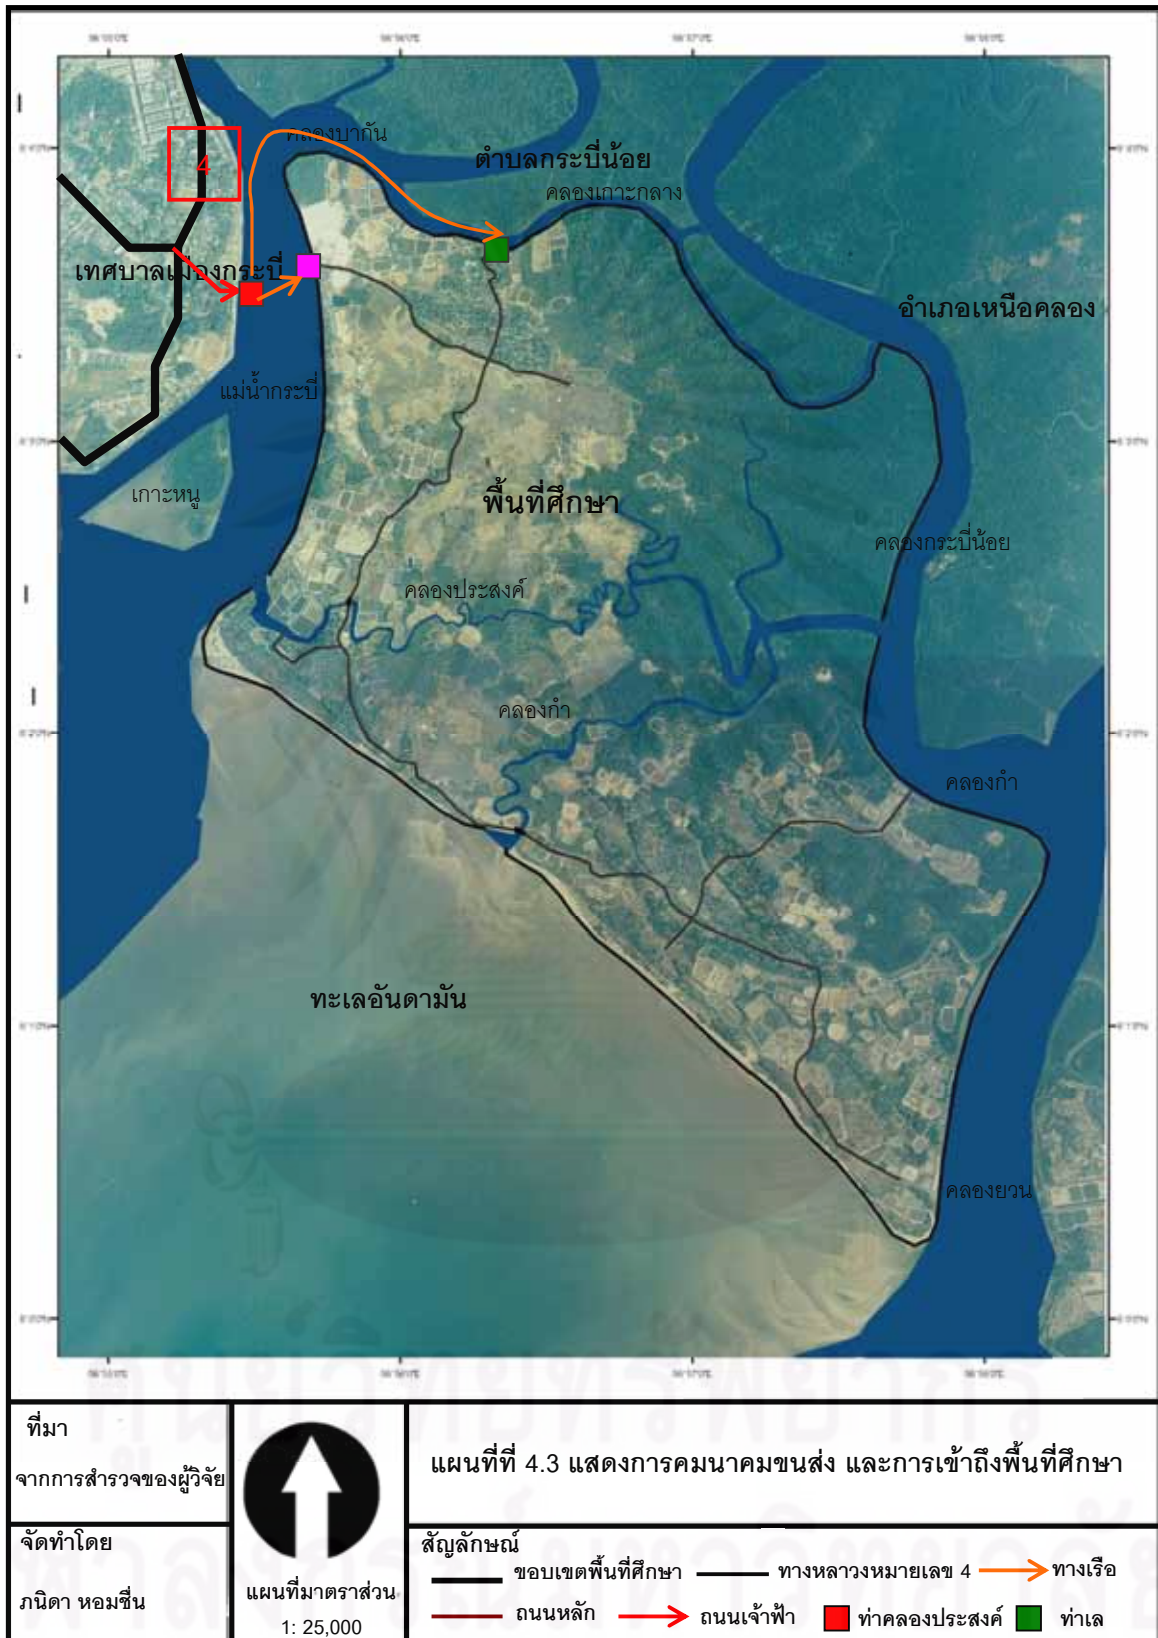 คลองบากัน
ตำบลกระบี่น้อย
4
คลองเกาะกลาง
เทศบาลเมืองกระบี่
อำเภอเหนือคลอง
แม่น้ำกระบี่
เกาะหนู
พื้นที่ศึกษา
คลองกระบี่น้อย
คลองประสงค์
คลองกำ
คลองกำ
ทะเลอันดามัน
คลองยวน
ที่มา
จากการสำรวจของผู้วิจัย
จัดทำโดย
ภนิดา หอมชื่น
แผนที่มาตราส่วน
1: 25,000
แผนที่ที่ 4.3 แสดงการคมนาคมขนส่ง และการเข้าถึงพื้นที่ศึกษา
สัญลักษณ์
ขอบเขตพื้นที่ศึกษา ทางหลาวงหมายเลข 4 ทางเรือ
ถนนหลัก ถนนเจ้าฟ้า ท่าคลองประสงค์ ท่าเล